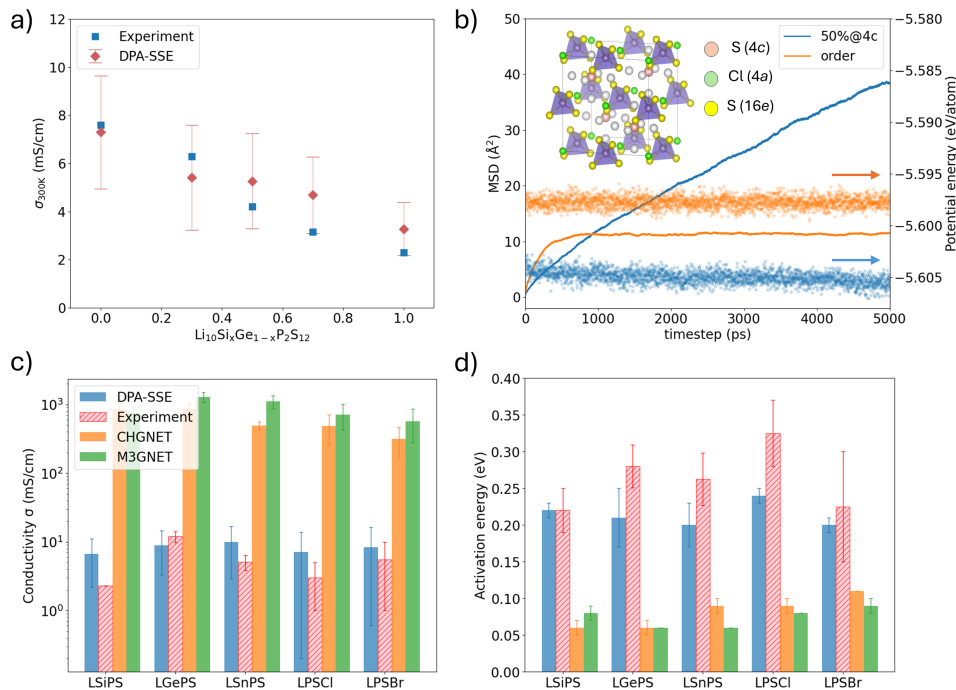 a)
Experiment
DPA-SSE
12
10
8
6
4
2
0
σ300K (mS/cm)
0.0 0.2 0.4 0.6 0.8 1.0
Li10SixGe1−xP2S12
b)
50%@4c
order
S (4c)
Cl (4a)
S (16e)
50
40
30
20
10
0
MSD (Å²)
−5.580
−5.585
−5.590
−5.595
−5.600
−5.605
Potential energy (eV/atom)
0 1000 2000 3000 4000 5000
timestep (ps)
c)
DPA-SSE
Experiment
CHGNET
M3GNET
10³
10²
10¹
10⁰
Conductivity σ (mS/cm)
LSiPS LGePS LSnPS LPSCl LPSBr
d)
0.40
0.35
0.30
0.25
0.20
0.15
0.10
0.05
0.00
Activation energy (eV)
LSiPS LGePS LSnPS LPSCl LPSBr